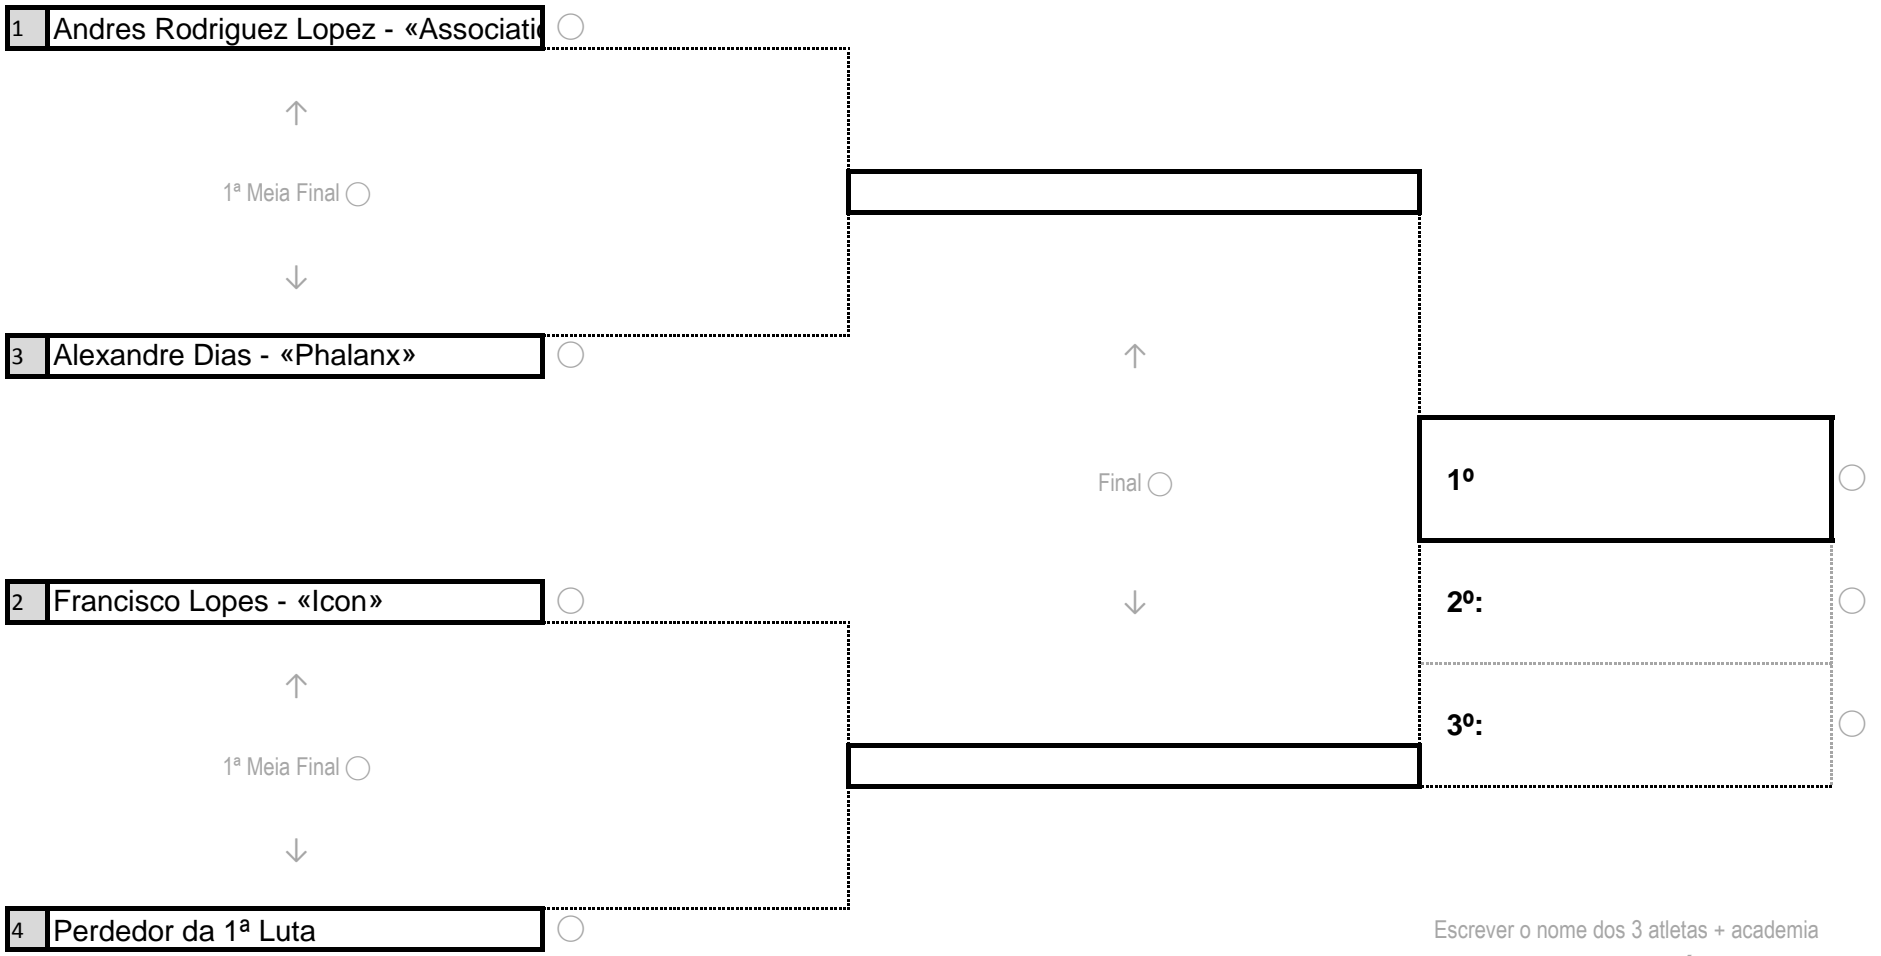 1 Andres Rodriguez Lopez - «Associati
1ª Meia Final
3 Alexandre Dias - «Phalanx»
Final
1º
2 Francisco Lopes - «Icon»
2º:
3º:
1ª Meia Final
4 Perdedor da 1ª Luta
Escrever o nome dos 3 atletas + academia